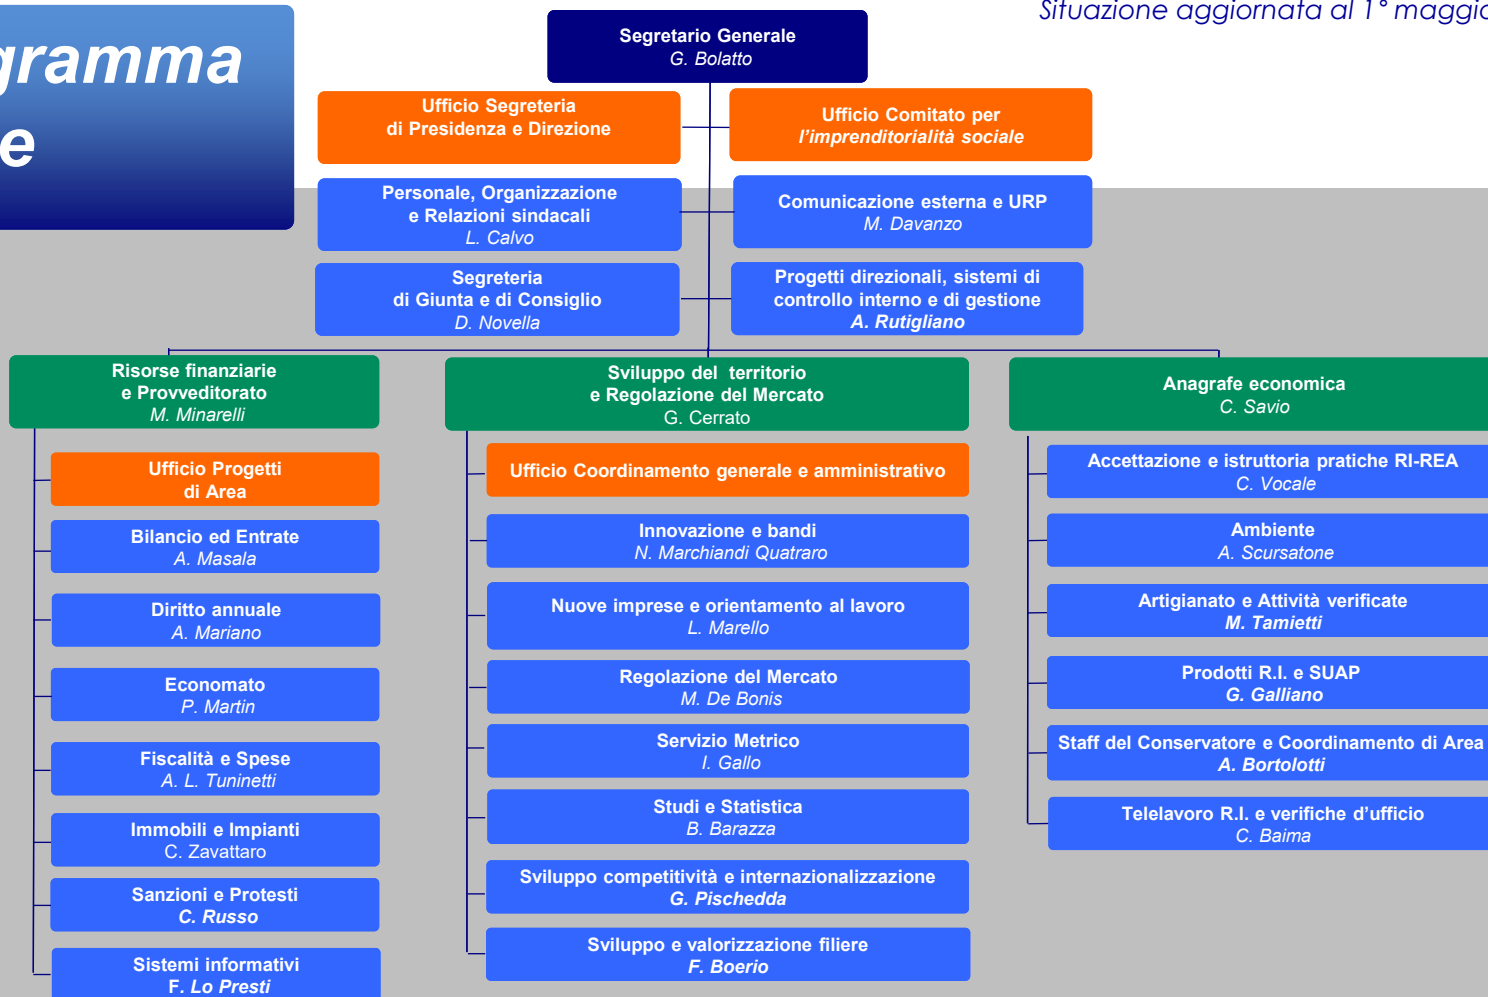 Situazione aggiornata al 1° maggio
gramma
e
Segretario Generale
G. Bolatto
Ufficio Segreteria
di Presidenza e Direzione
Ufficio Comitato per
l'imprenditorialità sociale
Personale, Organizzazione
e Relazioni sindacali
L. Calvo
Comunicazione esterna e URP
M. Davanzo
Segreteria
di Giunta e di Consiglio
D. Novella
Progetti direzionali, sistemi di
controllo interno e di gestione
A. Rutigliano
Risorse finanziarie
e Provveditorato
M. Minarelli
Ufficio Progetti
di Area
Bilancio ed Entrate
A. Masala
Diritto annuale
A. Mariano
Economato
P. Martin
Fiscalità e Spese
A. L. Tuninetti
Immobili e Impianti
C. Zavattaro
Sanzioni e Protesti
C. Russo
Sistemi informativi
F. Lo Presti
Sviluppo del territorio
e Regolazione del Mercato
G. Cerrato
Ufficio Coordinamento generale e amministrativo
Innovazione e bandi
N. Marchiandi Quatraro
Nuove imprese e orientamento al lavoro
L. Marello
Regolazione del Mercato
M. De Bonis
Servizio Metrico
I. Gallo
Studi e Statistica
B. Barazza
Sviluppo competitività e internazionalizzazione
G. Pischedda
Sviluppo e valorizzazione filiere
F. Boerio
Anagrafe economica
C. Savio
Accettazione e istruttoria pratiche RI-REA
C. Vocale
Ambiente
A. Scursatone
Artigianato e Attività verificate
M. Tamietti
Prodotti R.I. e SUAP
G. Galliano
Staff del Conservatore e Coordinamento di Area
A. Bortolotti
Telelavoro R.I. e verifiche d'ufficio
C. Baima